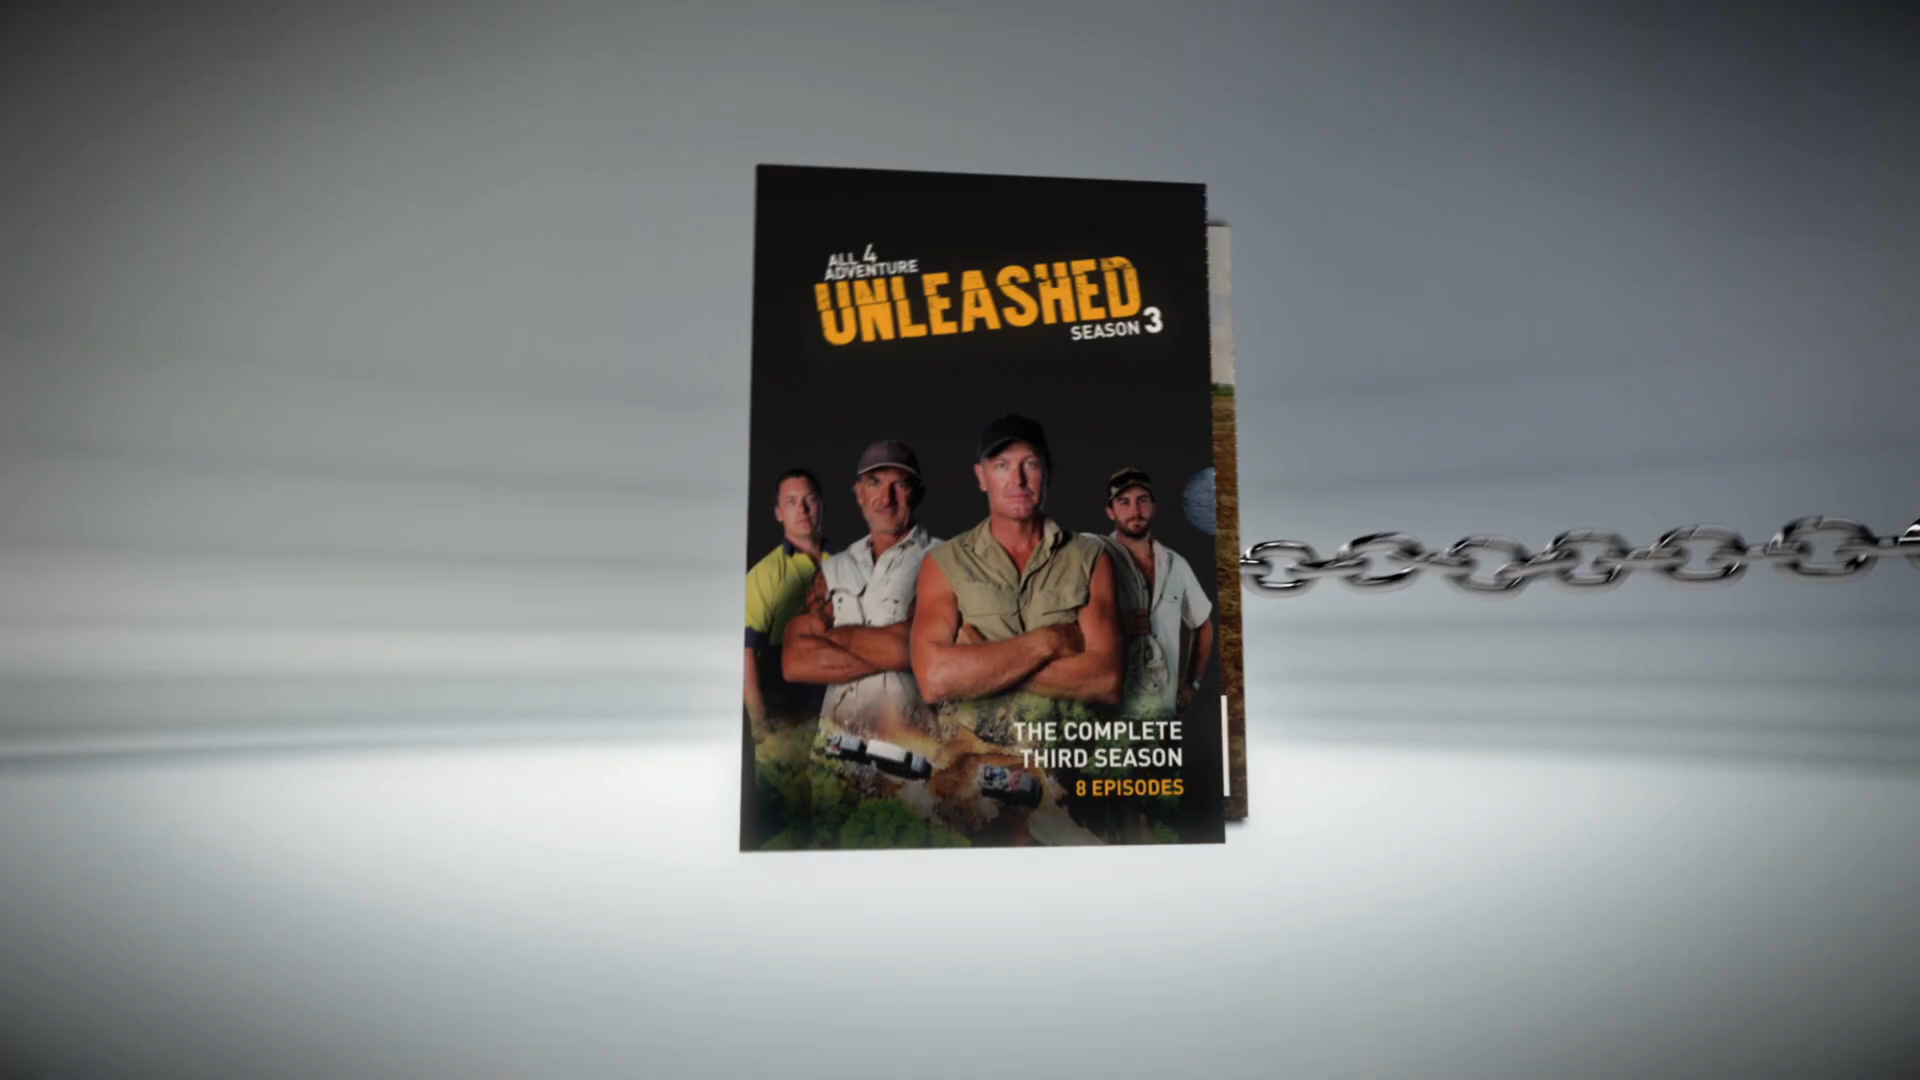 ALL 4
ADVENTURE
UNLEASHED
SEASON 3
THE COMPLETE
THIRD SEASON
8 EPISODES